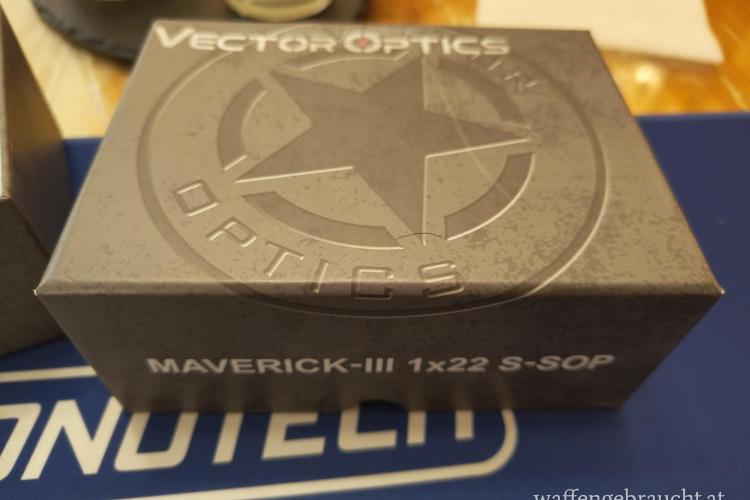 VECTOR OPTICS
OPTICS
MAVERICK-III 1x22 S-SOP
waffengebraucht.at